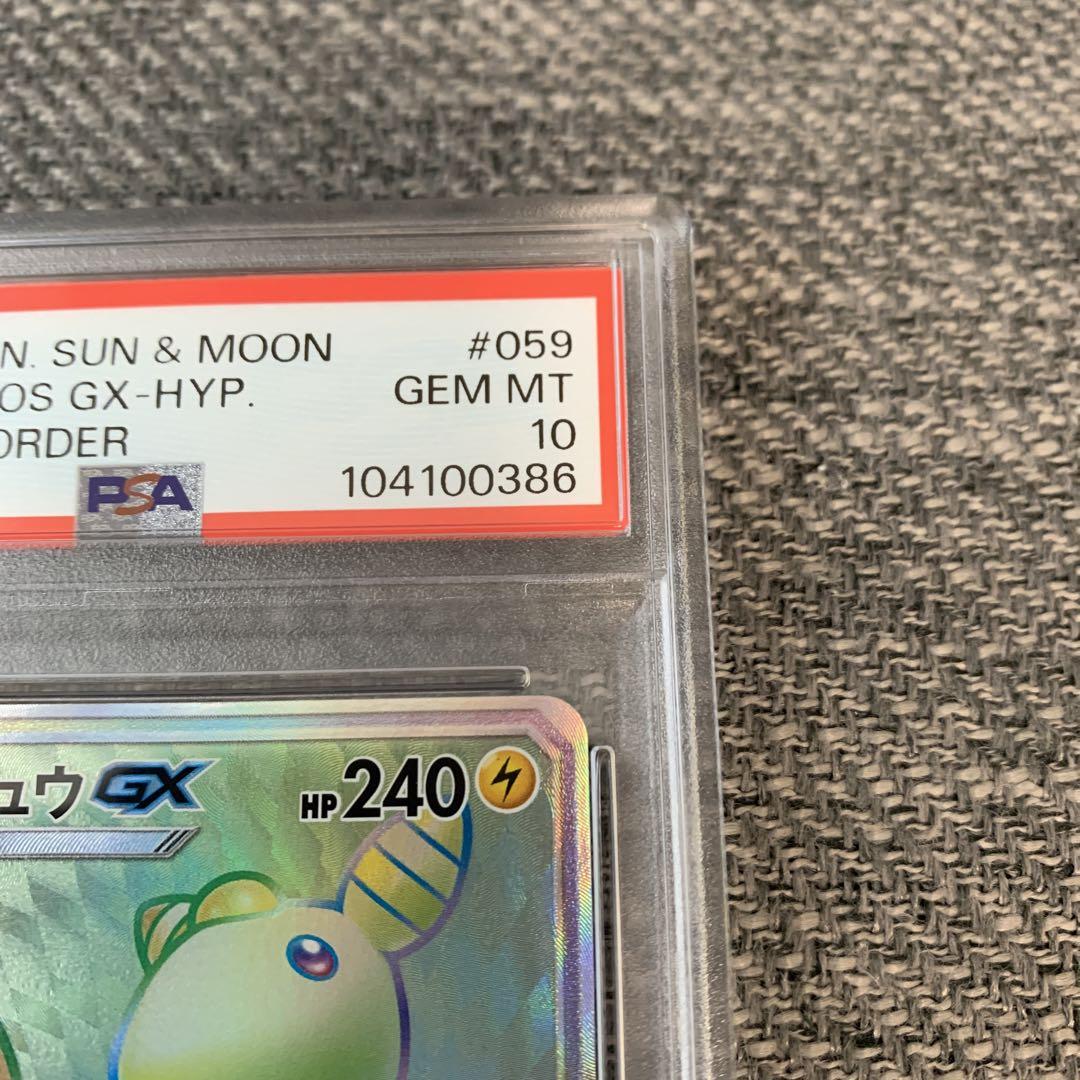 N. SUN & MOON #059
OS GX-HYP. GEM MT
ORDER 10
PSA 104100386
ュウGX HP240